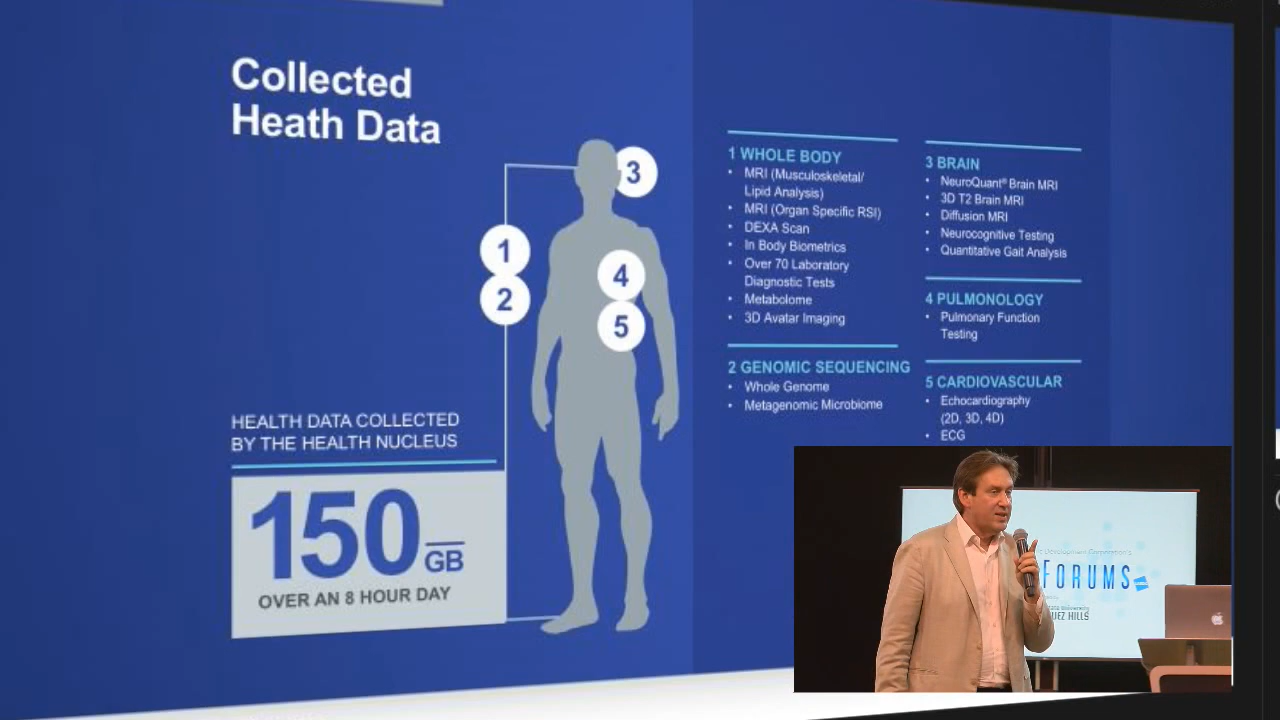 Collected
Heath Data
3
1
2
4
5
HEALTH DATA COLLECTED
BY THE HEALTH NUCLEUS
150 GB
OVER AN 8 HOUR DAY
1 WHOLE BODY
• MRI (Musculoskeletal/
Lipid Analysis)
• MRI (Organ Specific RSI)
• DEXA Scan
• In Body Biometrics
• Over 70 Laboratory
Diagnostic Tests
• Metabolome
• 3D Avatar Imaging
2 GENOMIC SEQUENCING
• Whole Genome
• Metagenomic Microbiome
3 BRAIN
• NeuroQuant® Brain MRI
• 3D T2 Brain MRI
• Diffusion MRI
• Neurocognitive Testing
• Quantitative Gait Analysis
4 PULMONOLOGY
• Pulmonary Function
Testing
5 CARDIOVASCULAR
• Echocardiography
(2D, 3D, 4D)
• ECG
Development Corporation's
FORUMS
HILLS